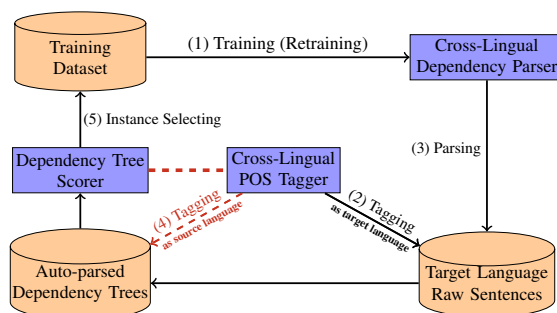 Training
Dataset
(1) Training (Retraining)
Cross-Lingual
Dependency Parser
(5) Instance Selecting
(3) Parsing
Dependency Tree
Scorer
Cross-Lingual
POS Tagger
(4) Tagging
as source language
(2) Tagging
as target language
Auto-parsed
Dependency Trees
Target Language
Raw Sentences